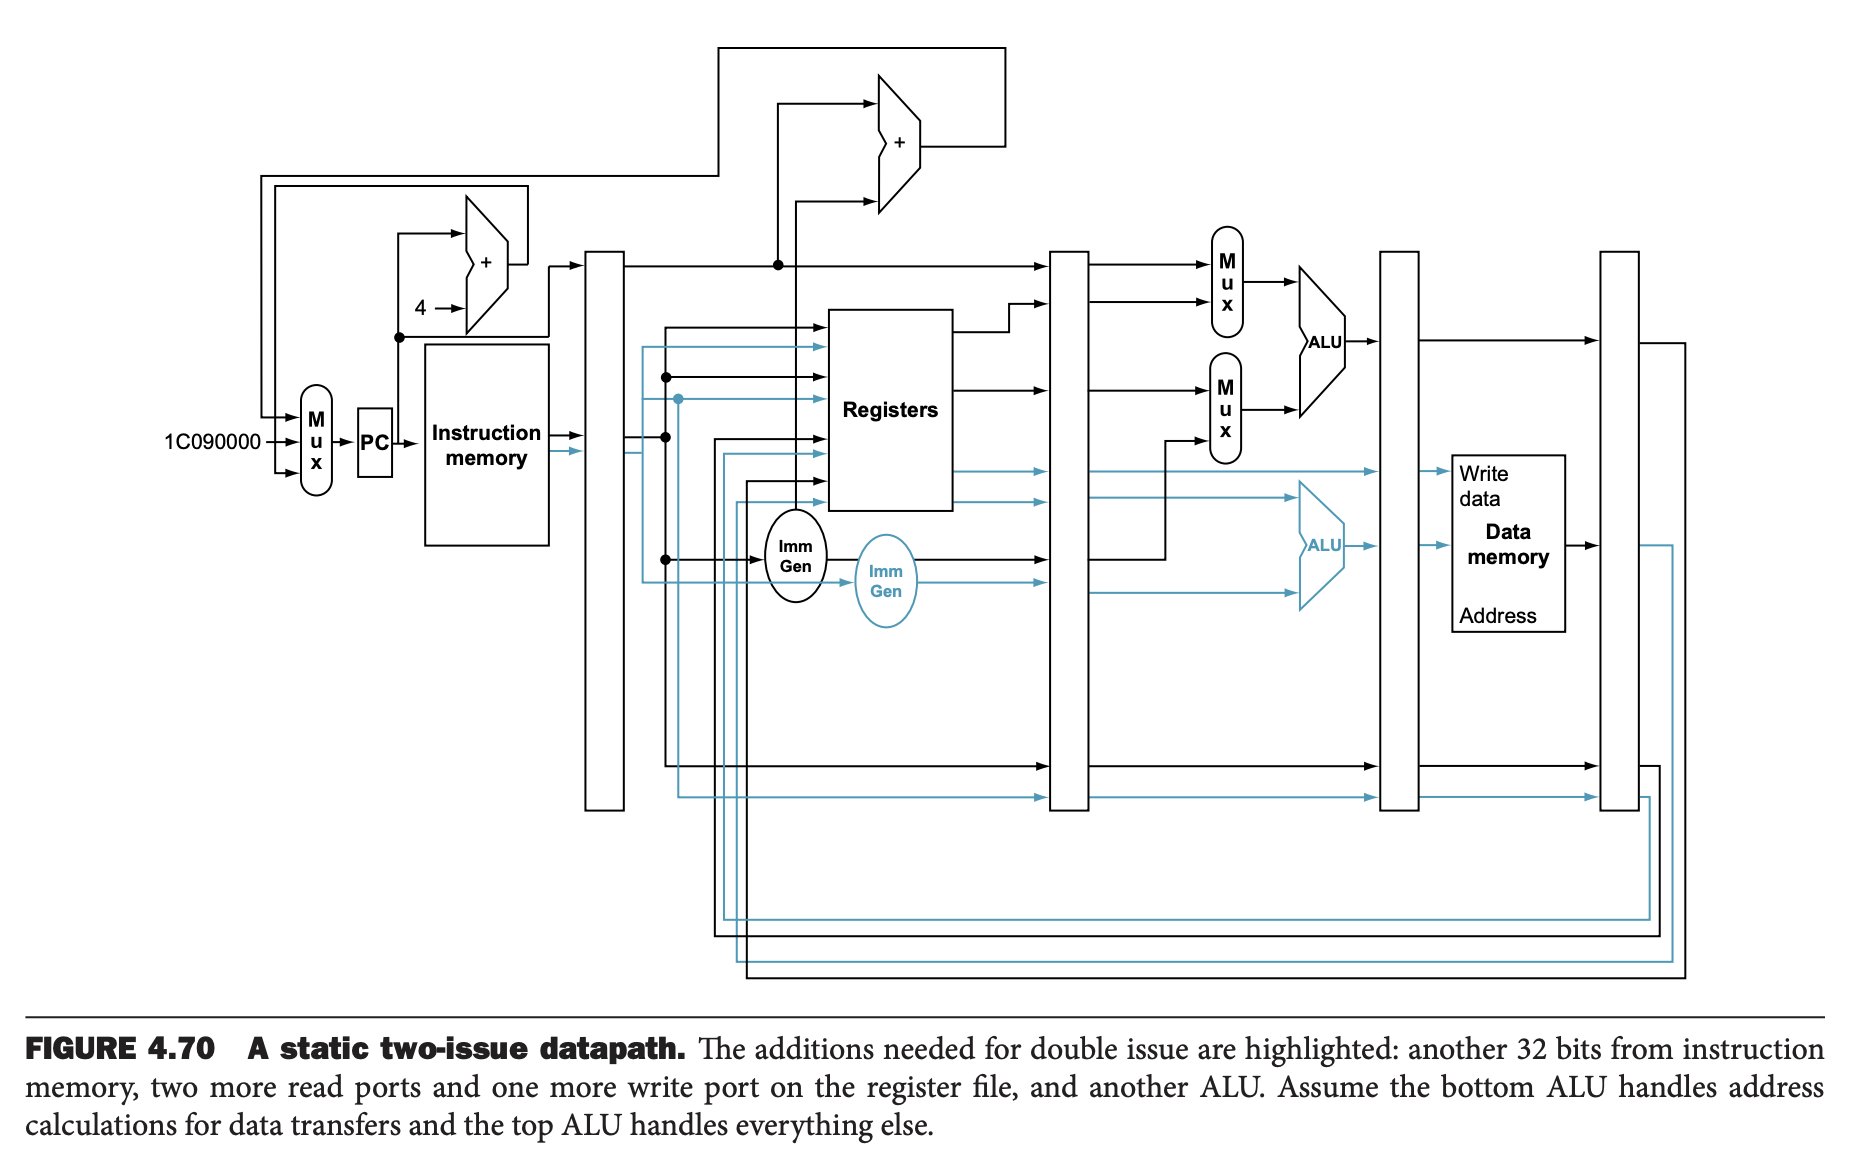 +
+
4
M
u
x
ALU
M
u
x
Registers
1C090000
M
u
x
PC
Instruction
memory
Write
data
Data
memory
Address
ALU
Imm
Gen
Imm
Gen
FIGURE 4.70 A static two-issue datapath. The additions needed for double issue are highlighted: another 32 bits from instruction
memory, two more read ports and one more write port on the register file, and another ALU. Assume the bottom ALU handles address
calculations for data transfers and the top ALU handles everything else.